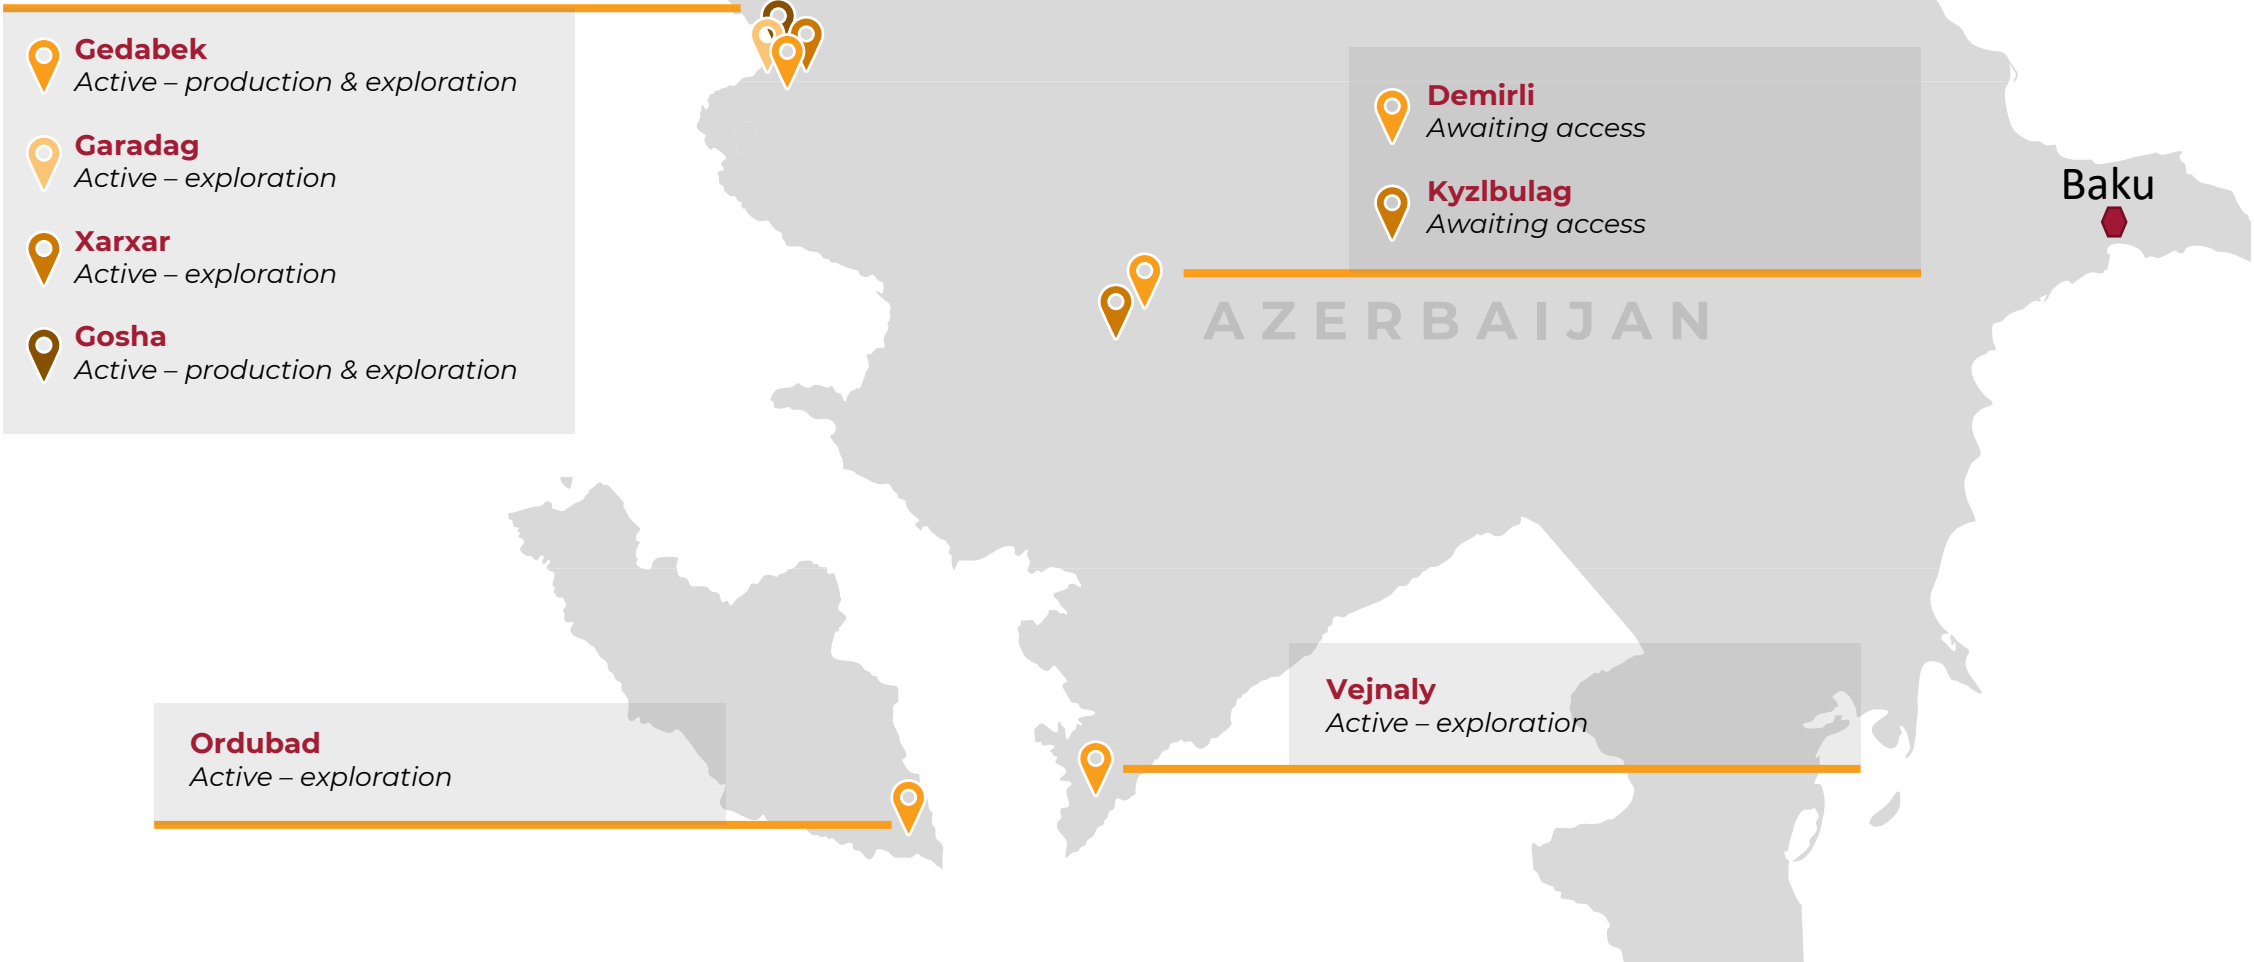 Gedabek
Active – production & exploration
Garadag
Active – exploration
Xarxar
Active – exploration
Gosha
Active – production & exploration
Demirli
Awaiting access
Kyzlbulag
Awaiting access
Baku
AZERBAIJAN
Vejnaly
Active – exploration
Ordubad
Active – exploration